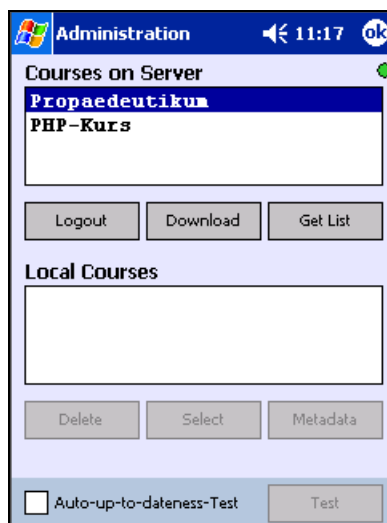 Administration 11:17 ok
Courses on Server
Propaedeutikum
PHP-Kurs
Logout Download Get List
Local Courses
Delete Select Metadata
Auto-up-to-dateness-Test Test